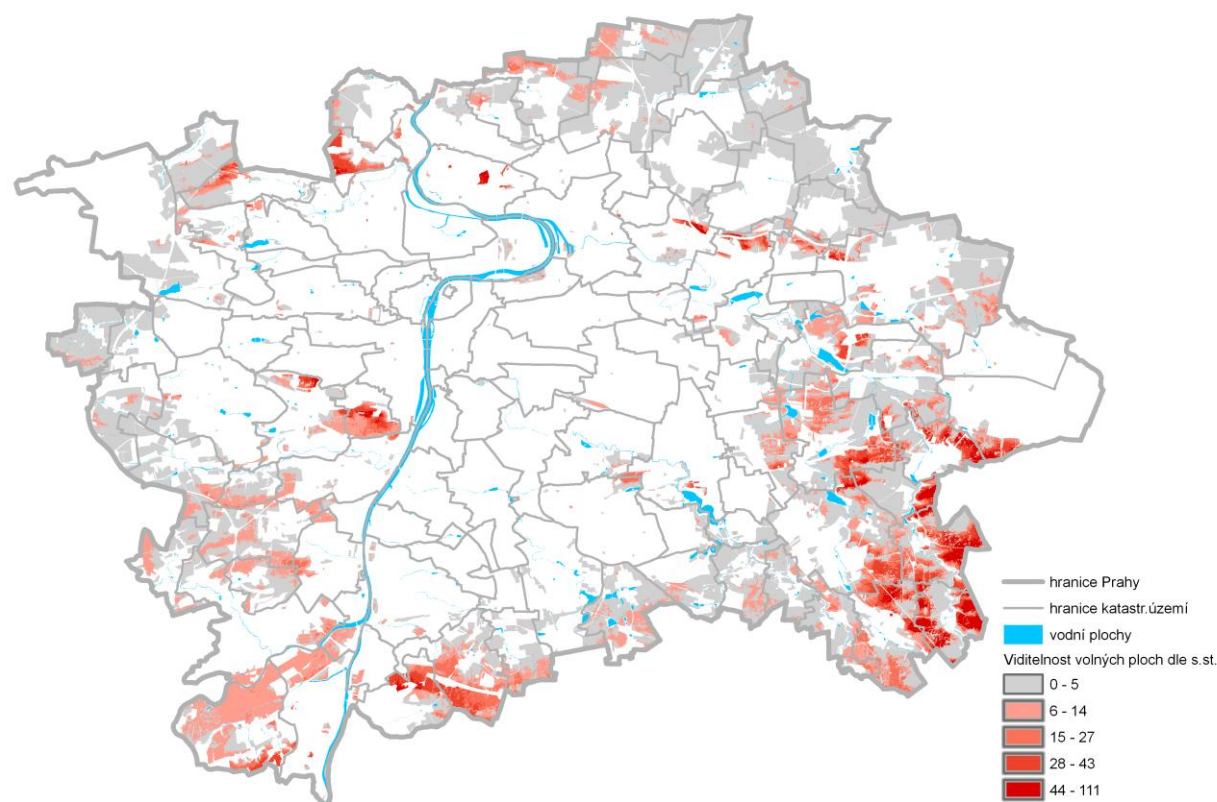 hranice Prahy
hranice katastr.území
vodní plochy
Viditelnost volných ploch dle s.st.
0 - 5
6 - 14
15 - 27
28 - 43
44 - 111